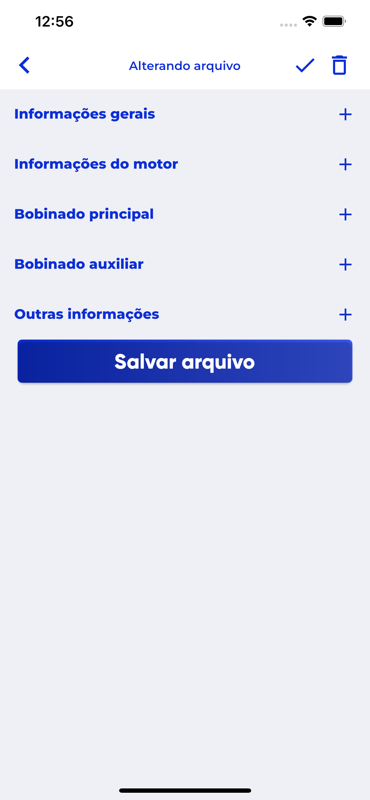 12:56
Alterando arquivo
Informações gerais
Informações do motor
Bobinado principal
Bobinado auxiliar
Outras informações
Salvar arquivo